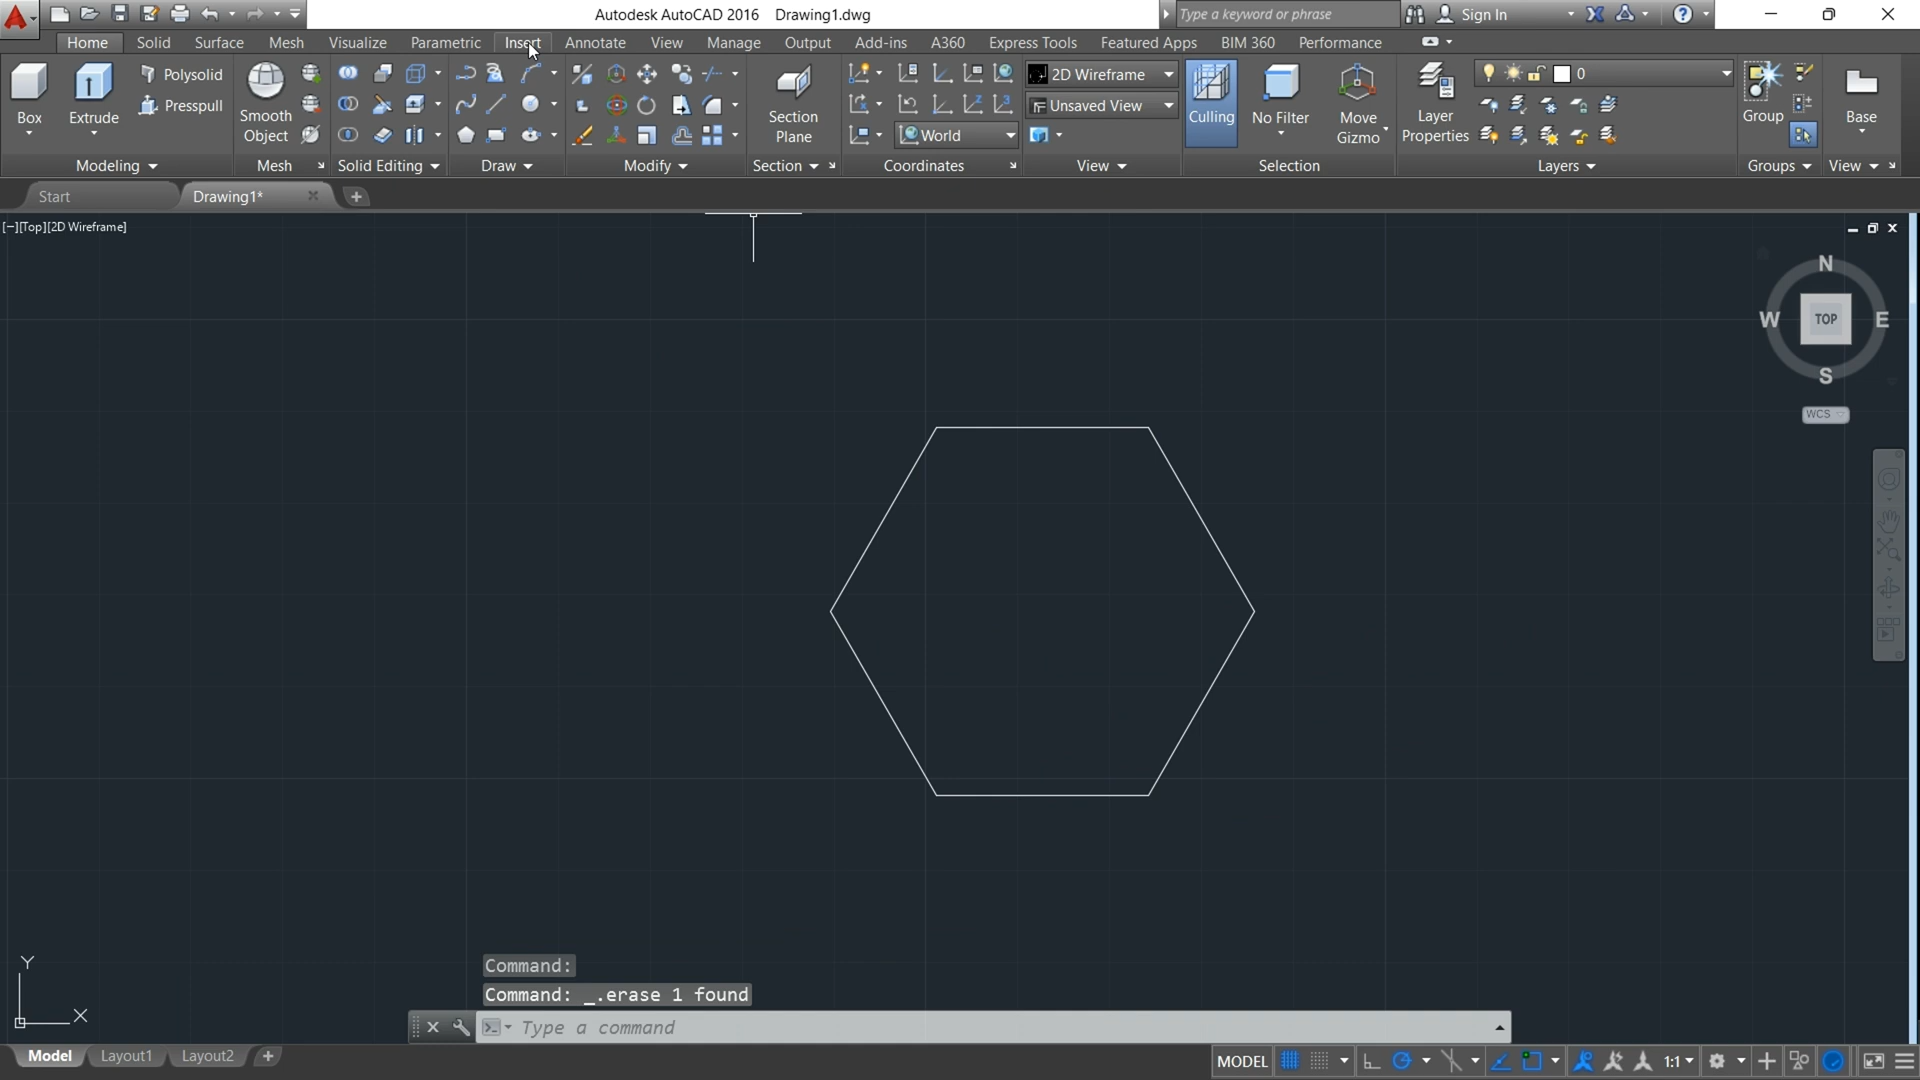 Autodesk AutoCAD 2016 Drawing1.dwg
Type a keyword or phrase
Sign In
Home Solid Surface Mesh Visualize Parametric Insert Annotate View Manage Output Add-ins A360 Express Tools Featured Apps BIM 360 Performance
Box
Extrude
Polysolid
Presspull
Smooth
Object
Section
Plane
World
2D Wireframe
Unsaved View
Culling
No Filter
Move
Gizmo
Layer
Properties
0
Group
Base
Modeling Mesh Solid Editing Draw Modify Section Coordinates View Selection Layers Groups View
Start Drawing1*
[−][Top][2D Wireframe]
N
W TOP E
S
WCS
Y
X
Command:
Command: _.erase 1 found
Type a command
Model Layout1 Layout2
MODEL 1:1